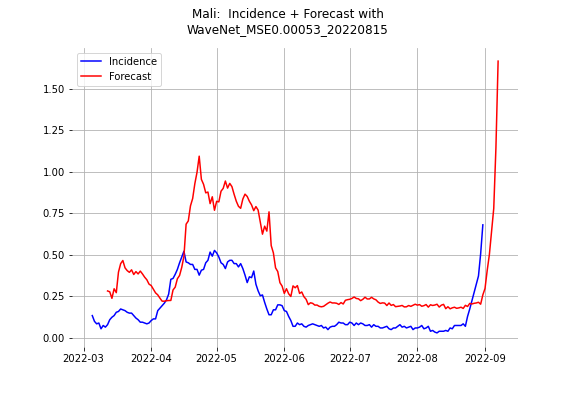 Mali:  Incidence + Forecast with
WaveNet_MSE0.00053_20220815
Incidence
Forecast
1.50
1.25
1.00
0.75
0.50
0.25
0.00
2022-03 2022-04 2022-05 2022-06 2022-07 2022-08 2022-09